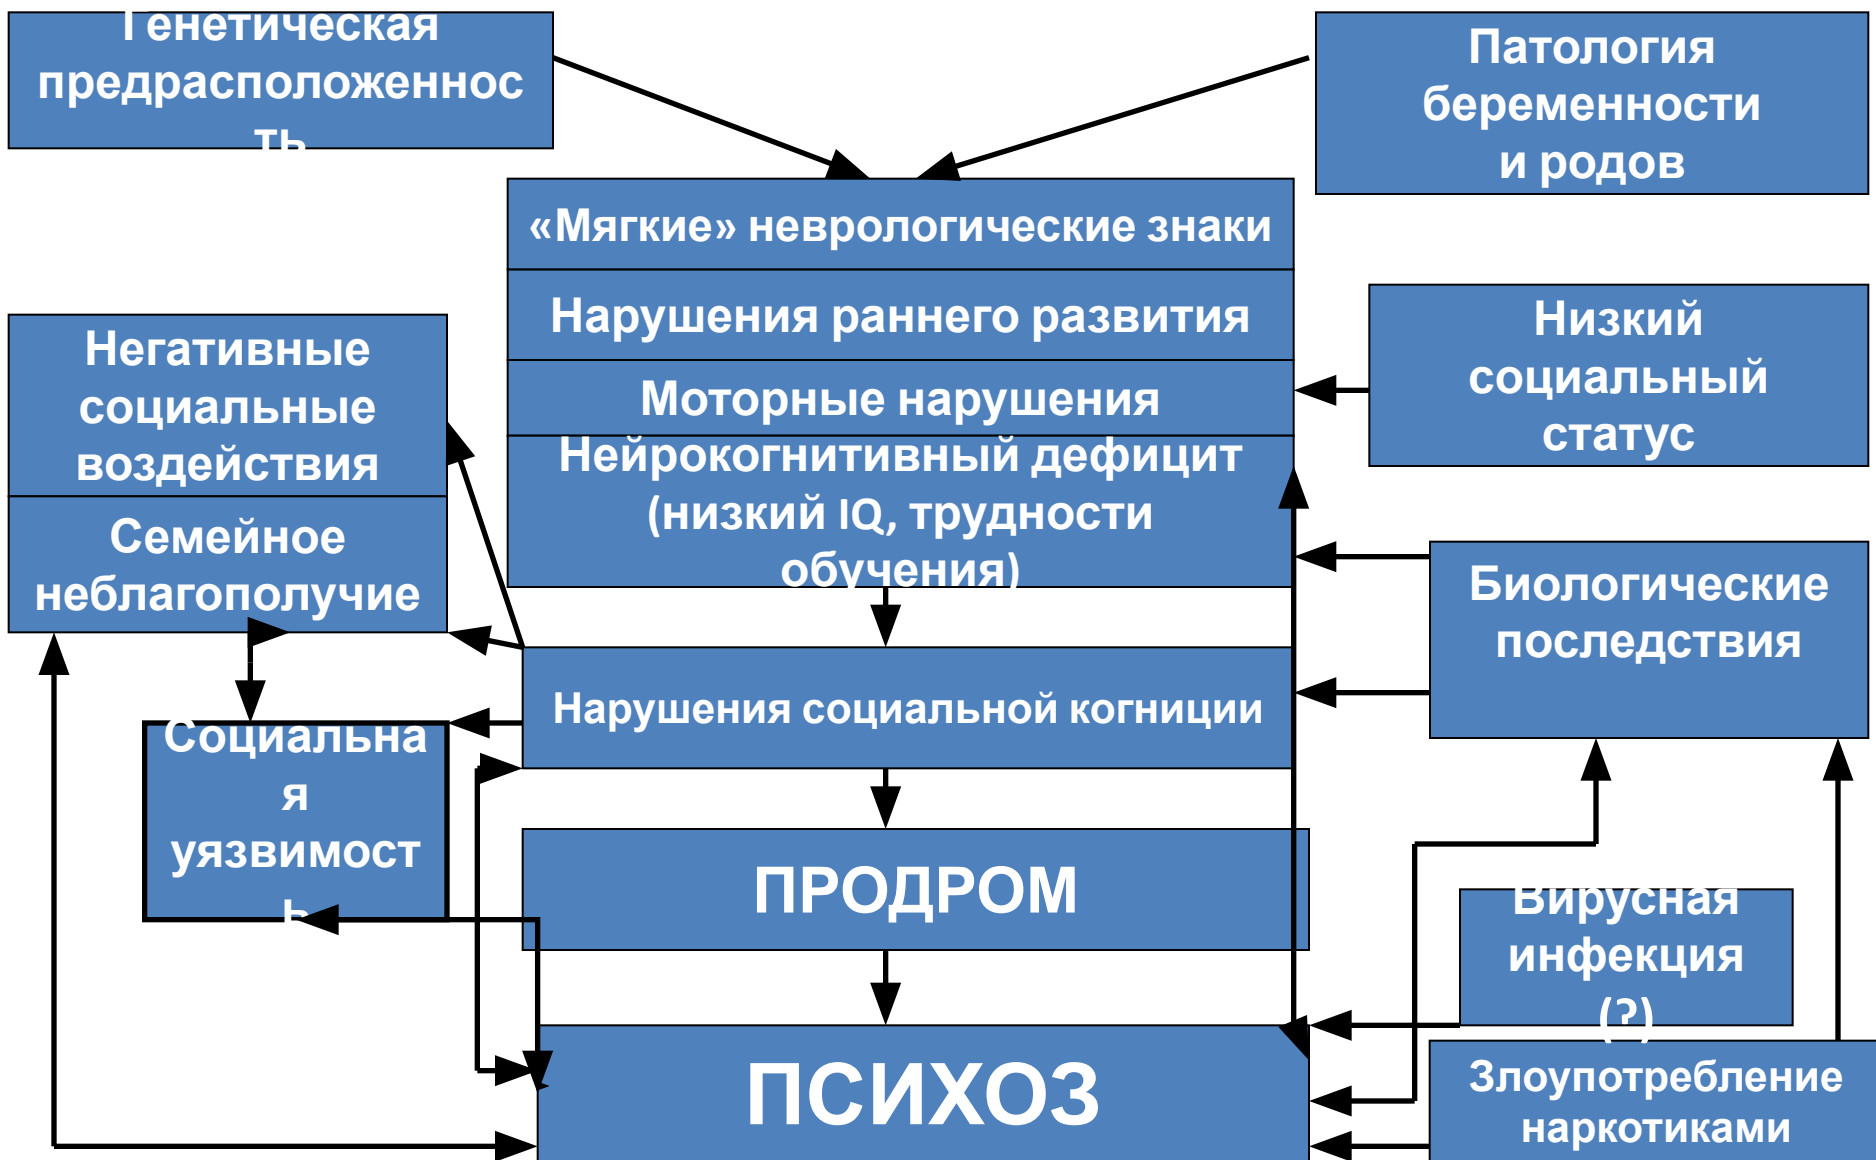 Генетическая
предрасположеннос
ть
Патология
беременности
и родов
«Мягкие» неврологические знаки
Нарушения раннего развития
Моторные нарушения
Нейрокогнитивный дефицит
(низкий IQ, трудности
обучения)
Низкий
социальный
статус
Негативные
социальные
воздействия
Семейное
неблагополучие
Биологические
последствия
Нарушения социальной когниции
Социальна
я
уязвимост
ь
ПРОДРОМ
Вирусная
инфекция
(?)
ПСИХОЗ
Злоупотребление
наркотиками